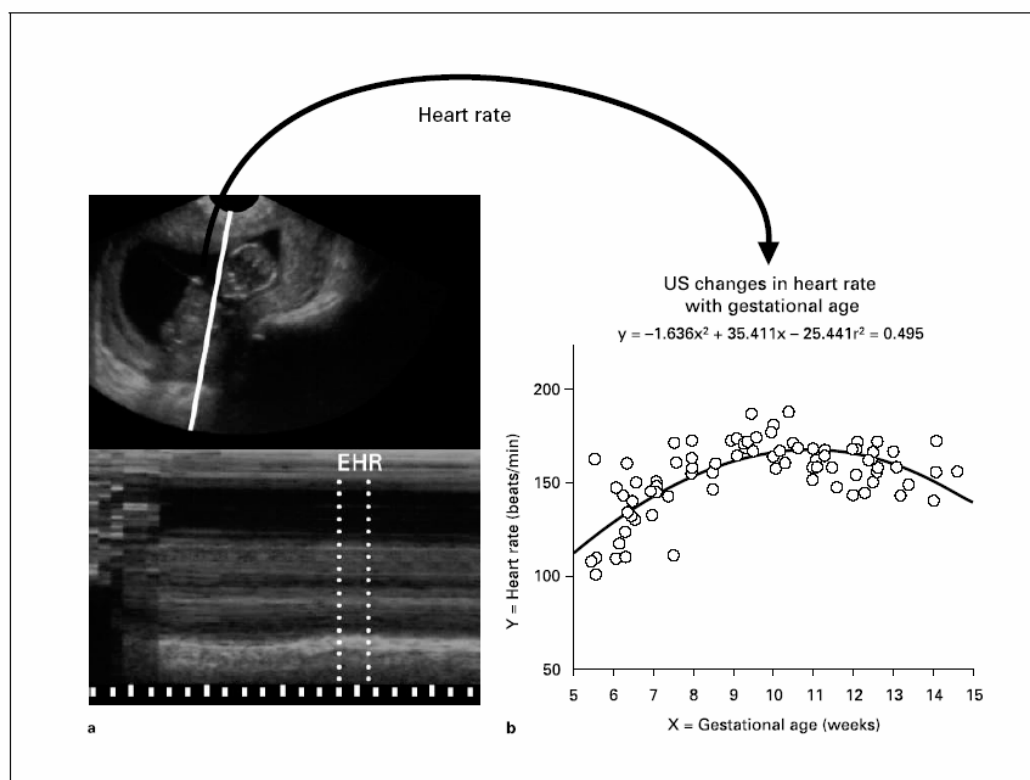 Heart rate
EHR
a
US changes in heart rate
with gestational age
y = –1.636x² + 35.411x – 25.441r² = 0.495
Y = Heart rate (beats/min)
200
150
100
50
5 6 7 8 9 10 11 12 13 14 15
X = Gestational age (weeks)
b